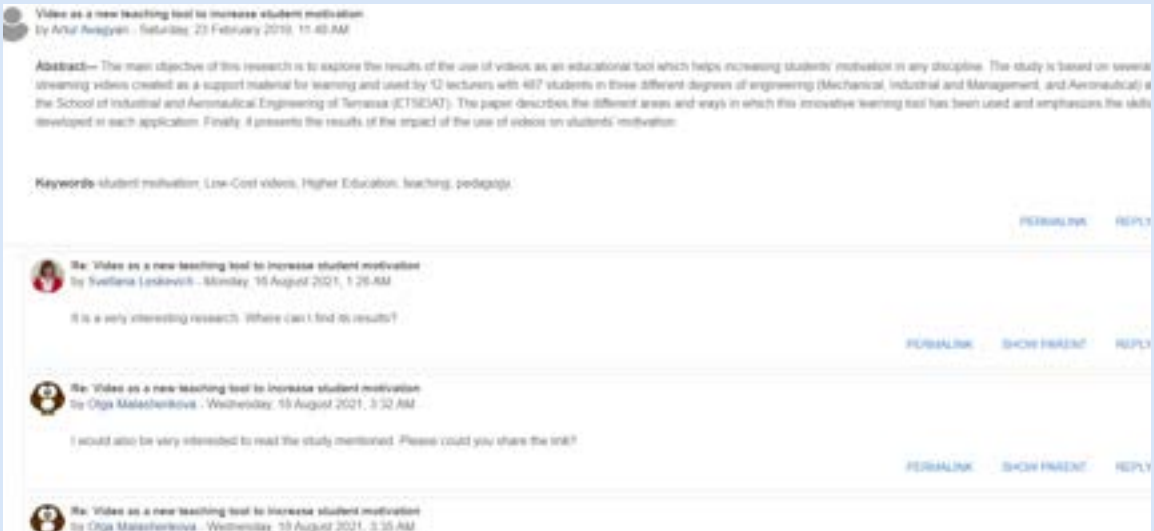 Video as a new teaching tool to increase student motivation
by Artur Avagyan - Saturday, 23 February 2019, 11:48 AM
Abstract— The main objective of this research is to explore the results of the use of videos as an educational tool which helps increasing students' motivation in any discipline. The study is based on several
streaming videos created as a support material for learning and used by 12 lecturers with 487 students in three different degrees of engineering (Mechanical, Industrial and Management, and Aeronautical) a
the School of Industrial and Aeronautical Engineering of Terrassa (ETSEIAT). The paper describes the different areas and ways in which this innovative learning tool has been used and emphasizes the skills
developed in each application. Finally, it presents the results of the impact of the use of videos on students' motivation.
Keywords-student motivation; Low-Cost videos; Higher Education; teaching; pedagogy.
PERMALINK REPLY
Re: Video as a new teaching tool to increase student motivation
by Svetlana Loskevich - Monday, 16 August 2021, 1:26 AM
It is a very interesting research. Where can I find its results?
PERMALINK SHOW PARENT REPLY
Re: Video as a new teaching tool to increase student motivation
by Olga Malashenkova - Wednesday, 18 August 2021, 3:32 AM
I would also be very interested to read the study mentioned. Please could you share the link?
PERMALINK SHOW PARENT REPLY
Re: Video as a new teaching tool to increase student motivation
by Olga Malashenkova - Wednesday, 18 August 2021, 3:35 AM